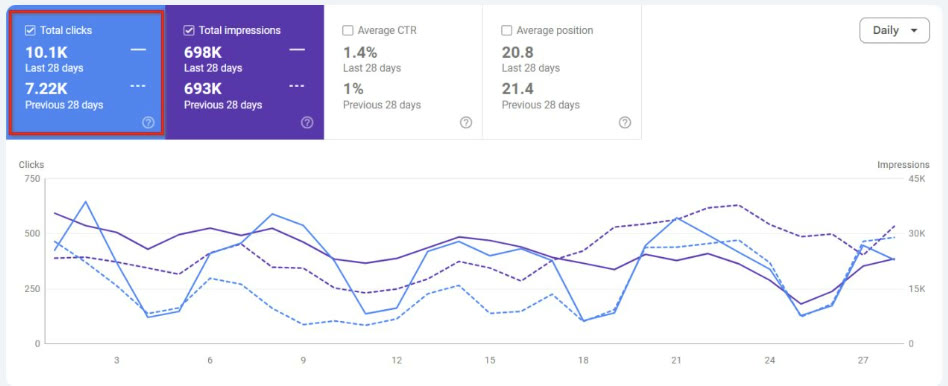 Total clicks
10.1K
Last 28 days
7.22K
Previous 28 days
Total impressions
698K
Last 28 days
693K
Previous 28 days
Average CTR
1.4%
Last 28 days
1%
Previous 28 days
Average position
20.8
Last 28 days
21.4
Previous 28 days
Daily
Clicks
Impressions
750
500
250
0
45K
30K
15K
0
3 6 9 12 15 18 21 24 27